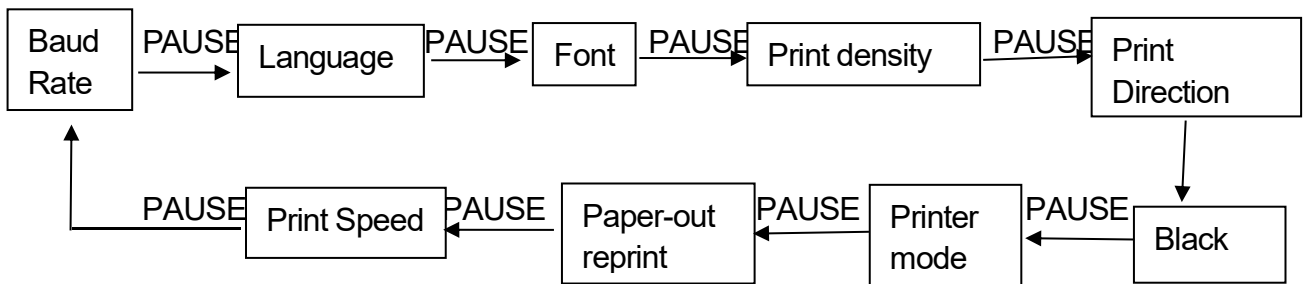 Baud
Rate
PAUSE
Language
PAUSE
Font
PAUSE
Print density
PAUSE
Print
Direction
Black
PAUSE
Printer
mode
PAUSE
Paper-out
reprint
PAUSE
Print Speed
PAUSE